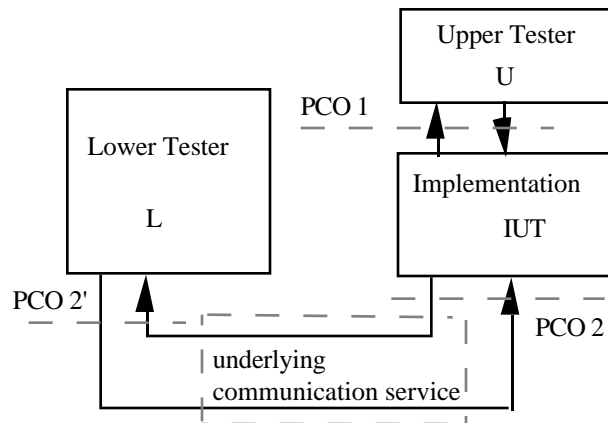 Upper Tester
U
PCO 1
Lower Tester
L
Implementation
IUT
PCO 2'
PCO 2
underlying
communication service